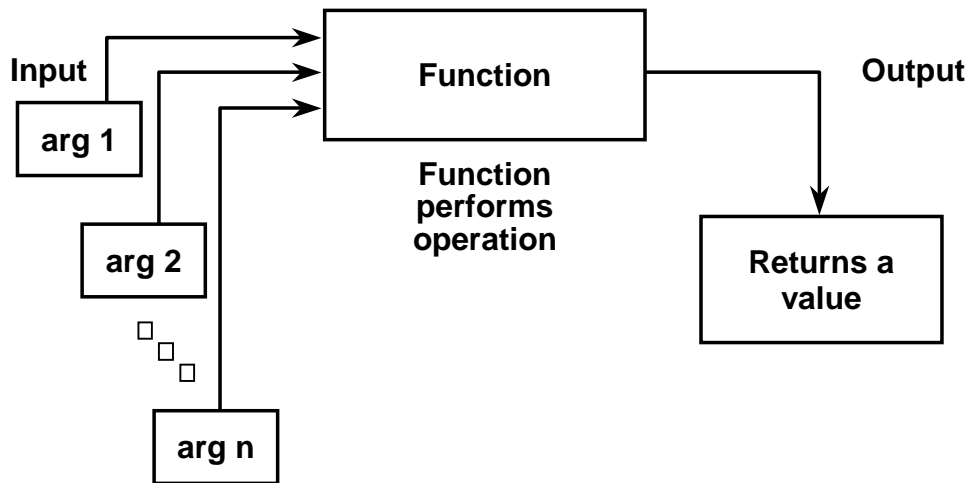 Input
arg 1
arg 2
arg n
Function
Function
performs
operation
Output
Returns a
value